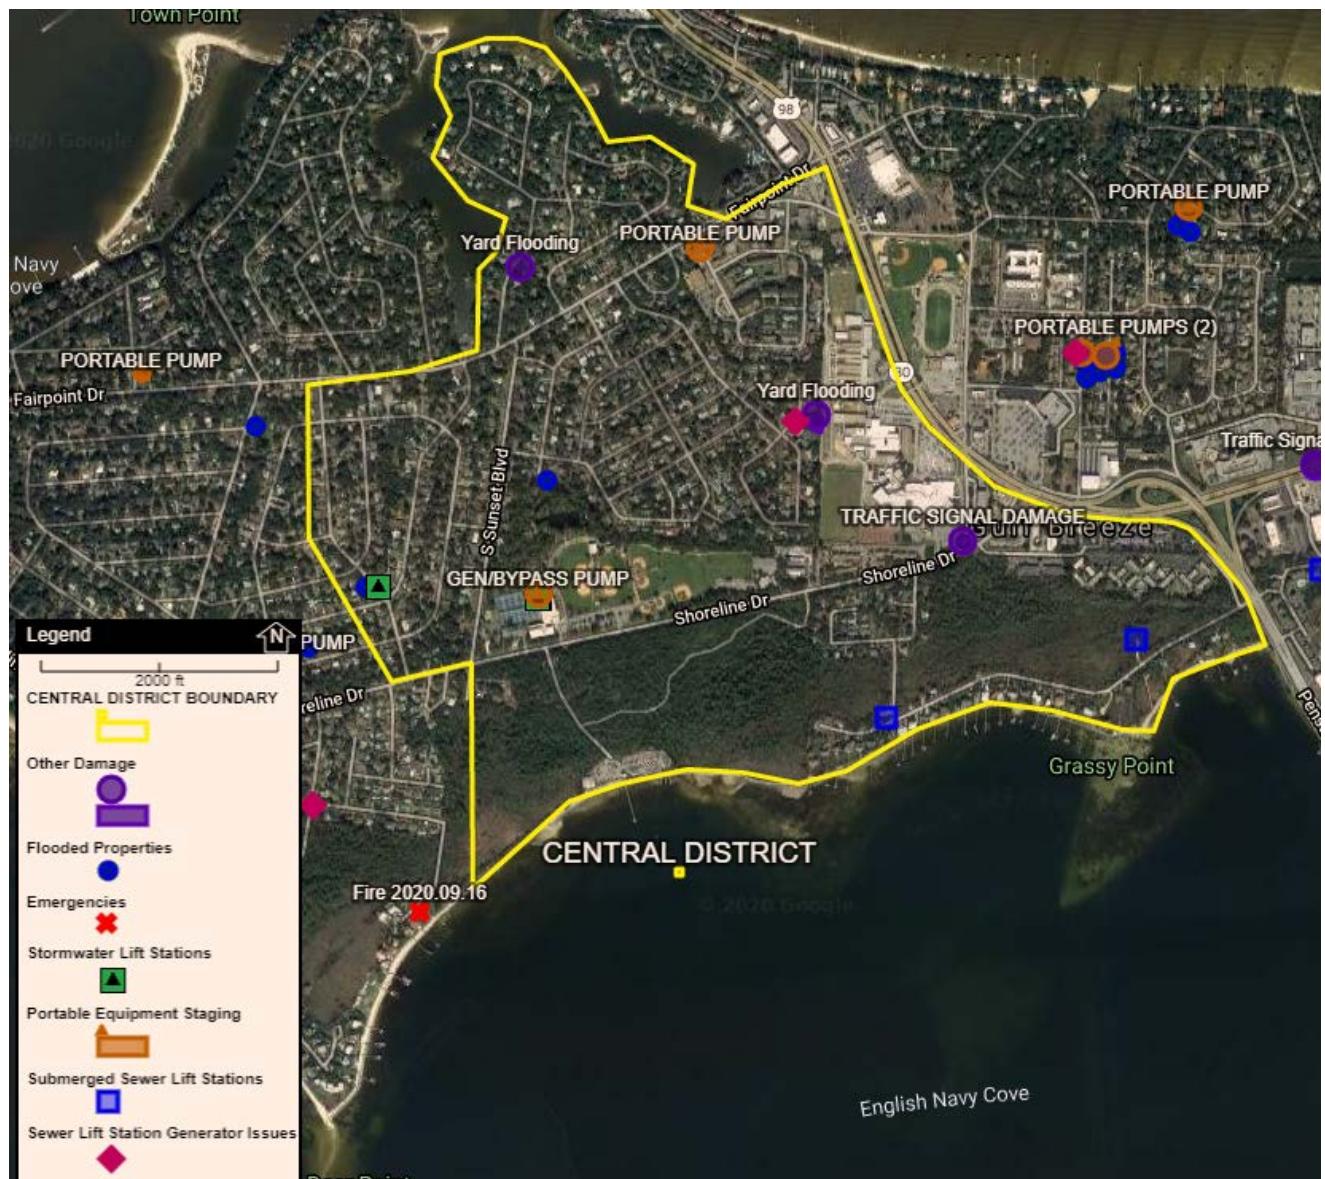 Town Point
98
Fairpoint Dr
PORTABLE PUMP
Yard Flooding
PORTABLE PUMP
Navy
ove
PORTABLE PUMPS (2)
PORTABLE PUMP
30
Fairpoint Dr
Yard Flooding
Traffic Signa
S Sunset Blvd
TRAFFIC SIGNAL DAMAGE
Gulf Breeze
Shoreline Dr
GEN/BYPASS PUMP
Shoreline Dr
PUMP
reline Dr
Pens
Grassy Point
CENTRAL DISTRICT
Fire 2020.09.16
© 2020 Google
English Navy Cove
Legend
N
2000 ft
CENTRAL DISTRICT BOUNDARY
Other Damage
Flooded Properties
Emergencies
Stormwater Lift Stations
Portable Equipment Staging
Submerged Sewer Lift Stations
Sewer Lift Station Generator Issues